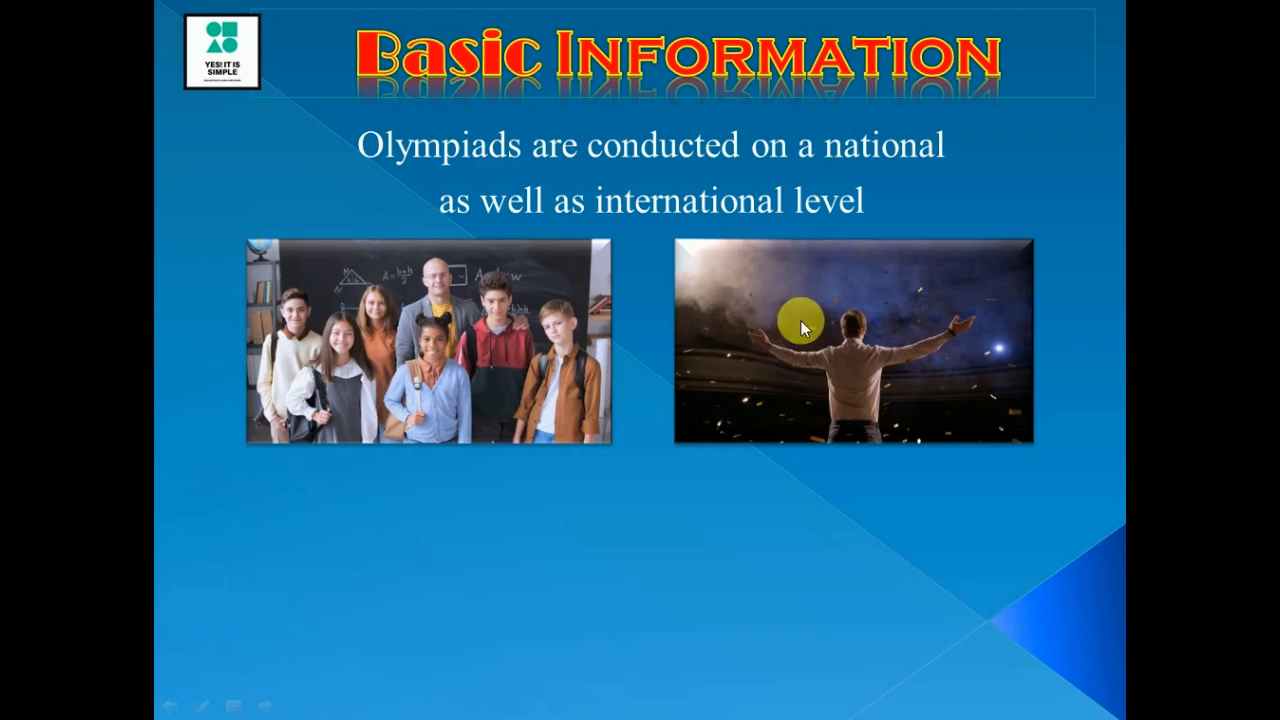 YES! IT IS
SIMPLE
Basic INFORMATION
Olympiads are conducted on a national
as well as international level